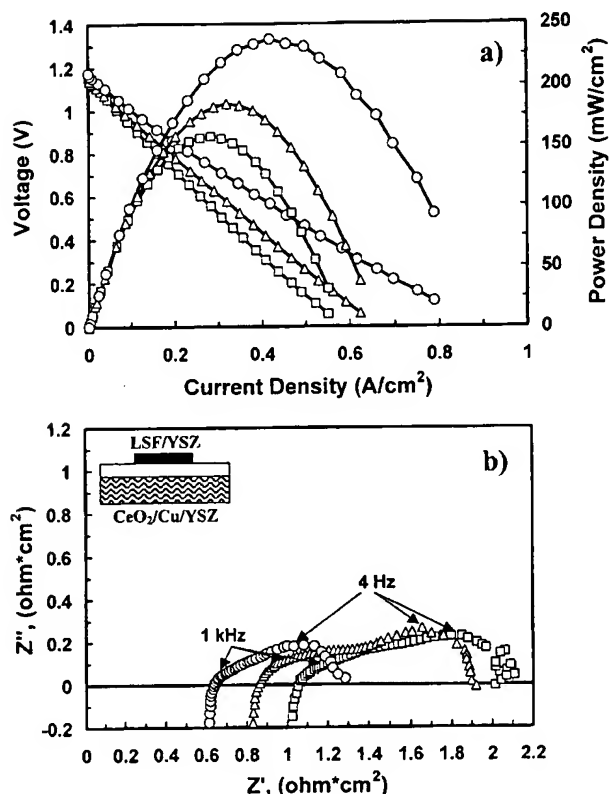 a)
Voltage (V)
1.4
1.2
1
0.8
0.6
0.4
0.2
0
Power Density (mW/cm²)
250
200
150
100
50
0
0 0.2 0.4 0.6 0.8 1
Current Density (A/cm²)
b)
Z'', (ohm*cm²)
1.2
1
0.8
0.6
0.4
0.2
0
-0.2
LSF/YSZ
CeO₂/Cu/YSZ
4 Hz
1 kHz
0 0.2 0.4 0.6 0.8 1 1.2 1.4 1.6 1.8 2 2.2
Z', (ohm*cm²)